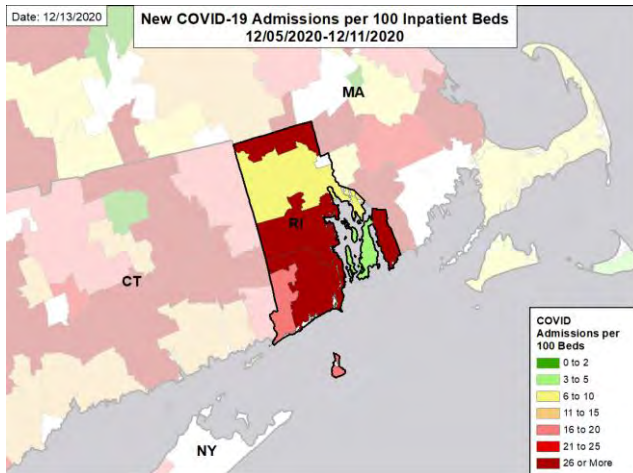 Date: 12/13/2020
New COVID-19 Admissions per 100 Inpatient Beds
12/05/2020-12/11/2020
MA
RI
CT
NY
COVID
Admissions per
100 Beds
0 to 2
3 to 5
6 to 10
11 to 15
16 to 20
21 to 25
26 or More